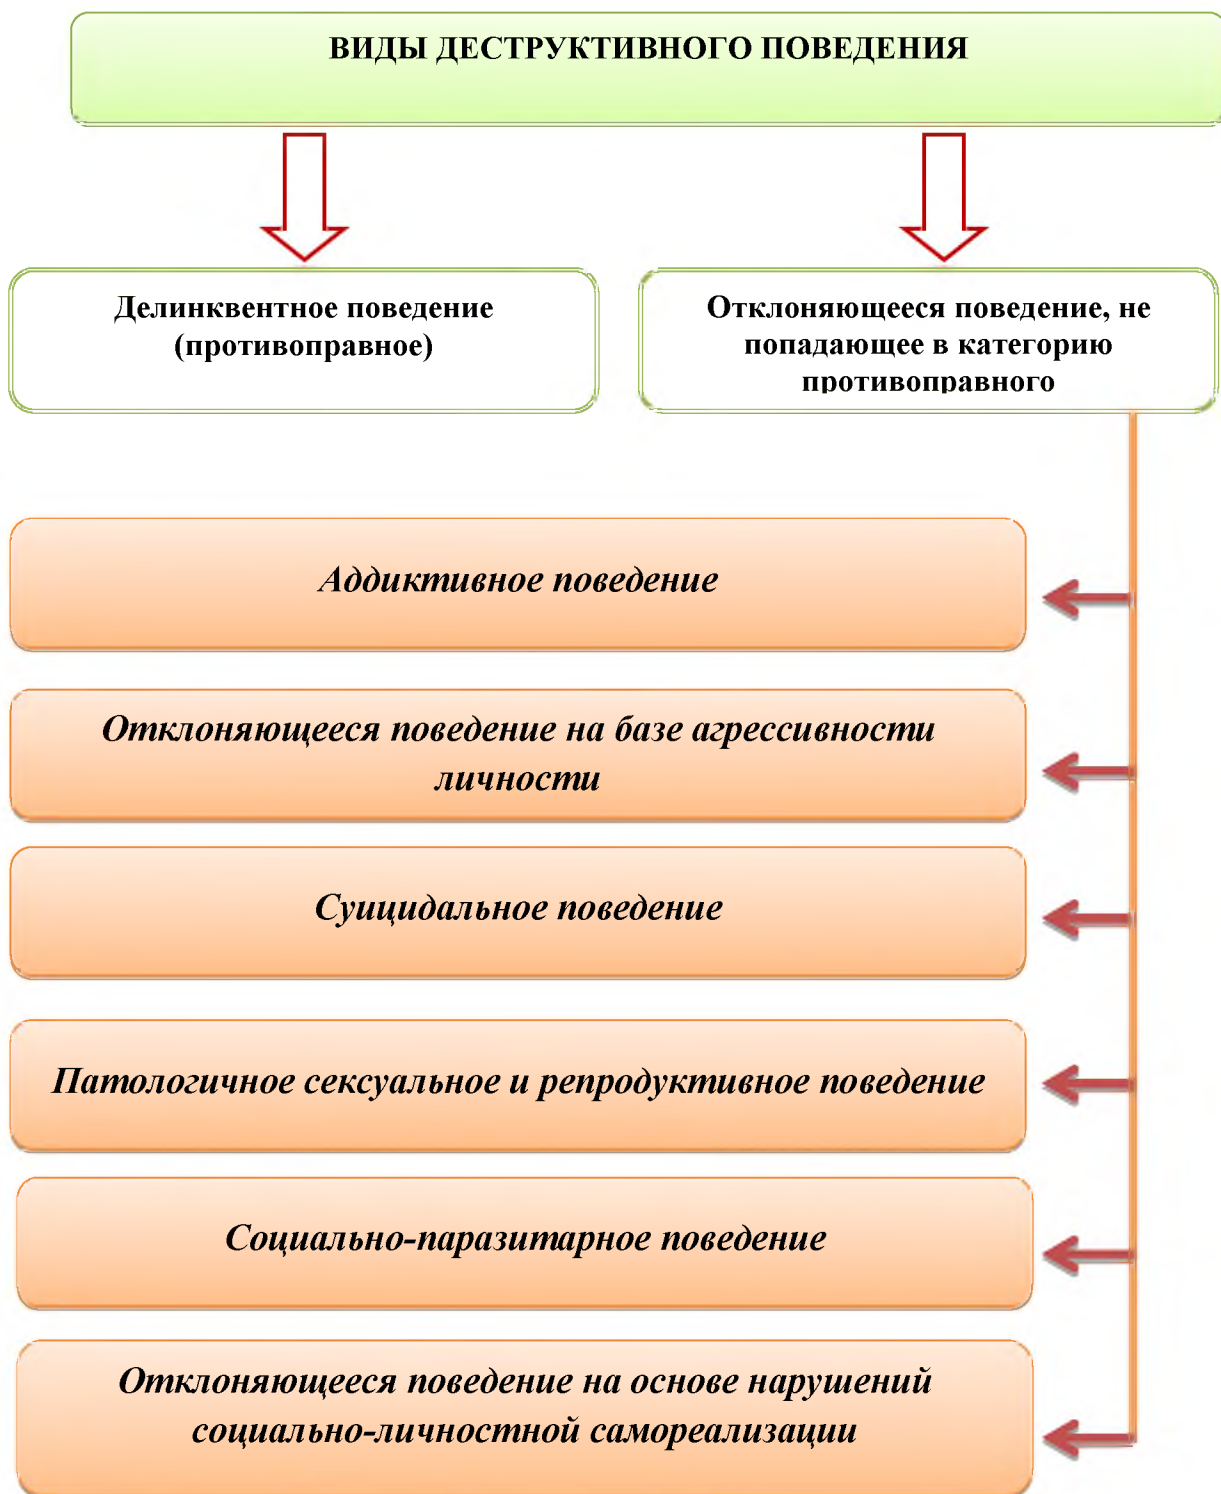 ВИДЫ ДЕСТРУКТИВНОГО ПОВЕДЕНИЯ
Делинквентное поведение
(противоправное)
Отклоняющееся поведение, не
попадающее в категорию
противоправного
Аддиктивное поведение
Отклоняющееся поведение на базе агрессивности
личности
Суицидальное поведение
Патологичное сексуальное и репродуктивное поведение
Социально-паразитарное поведение
Отклоняющееся поведение на основе нарушений
социально-личностной самореализации